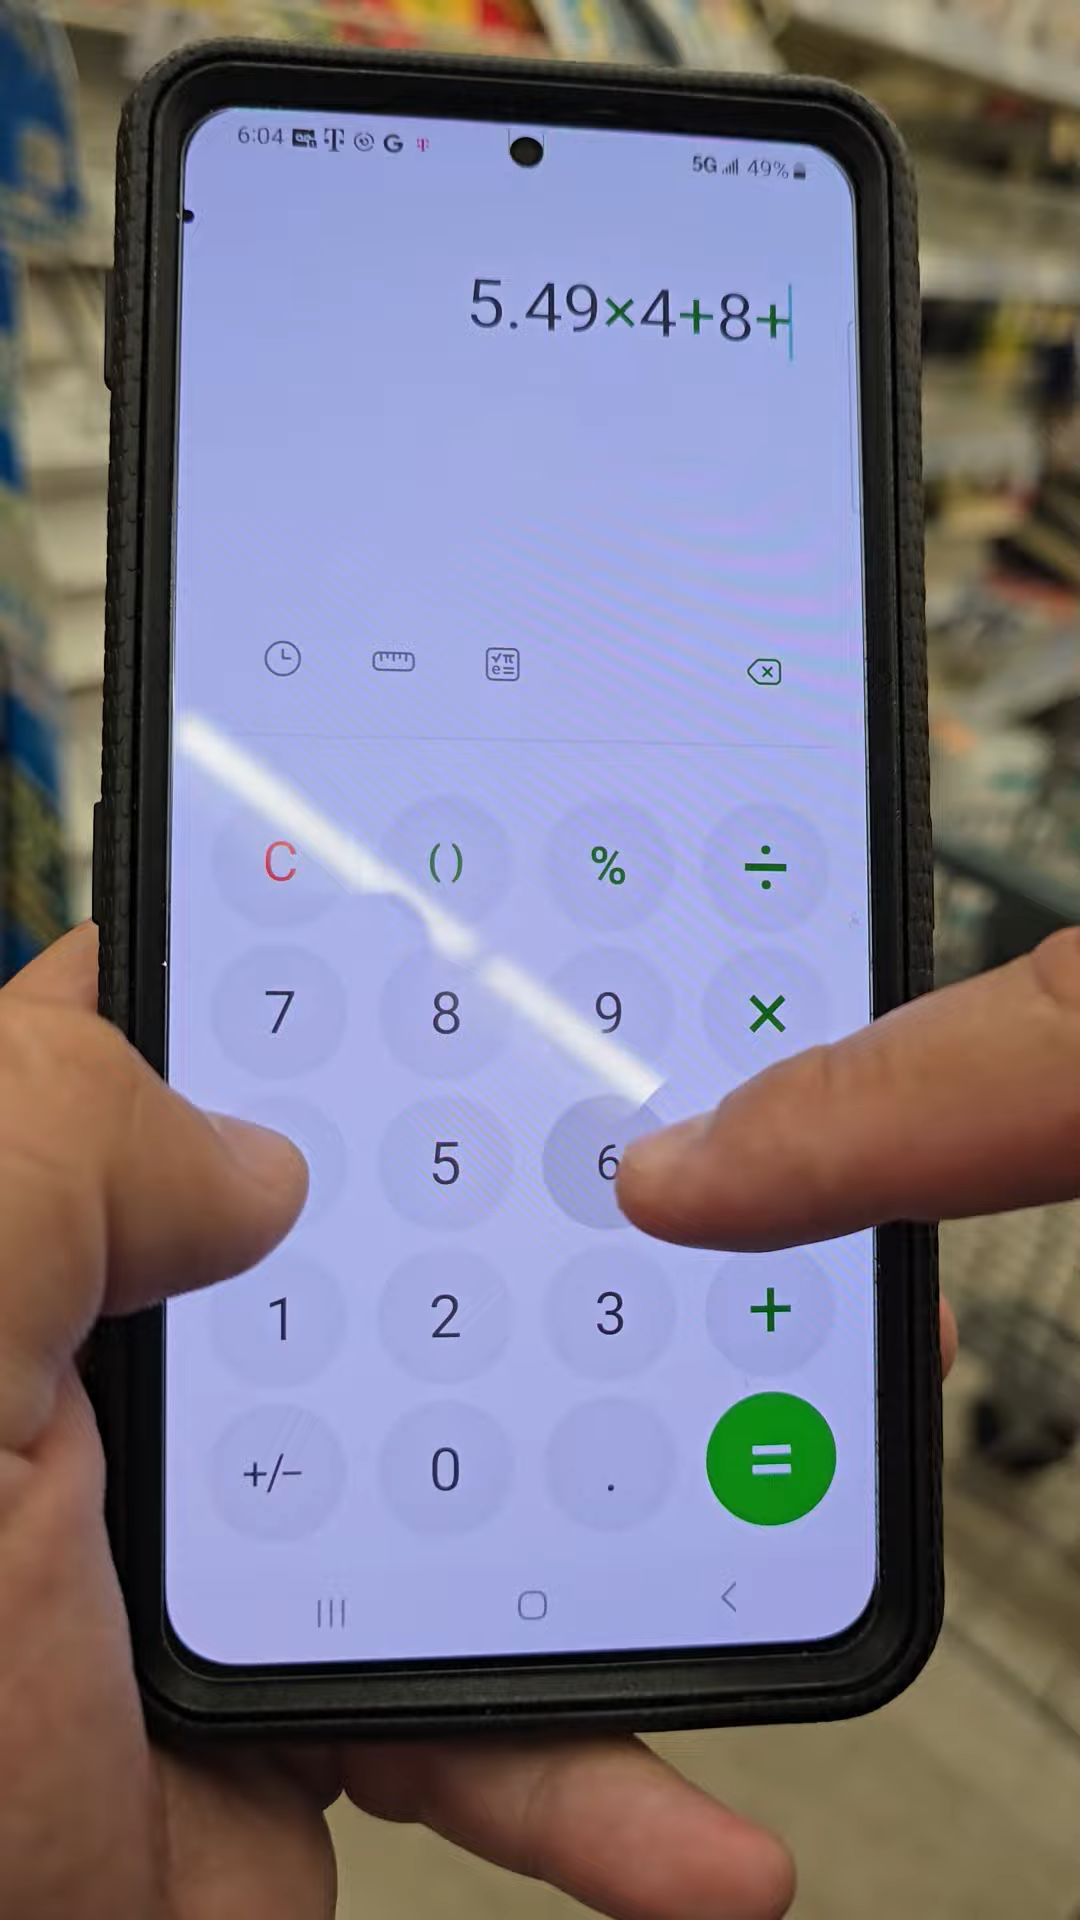 6:04 G
5G 49%
5.49×4+8+
√π
e=
C () % ÷
7 8 9 ×
5 6
1 2 3 +
+/− 0 . =